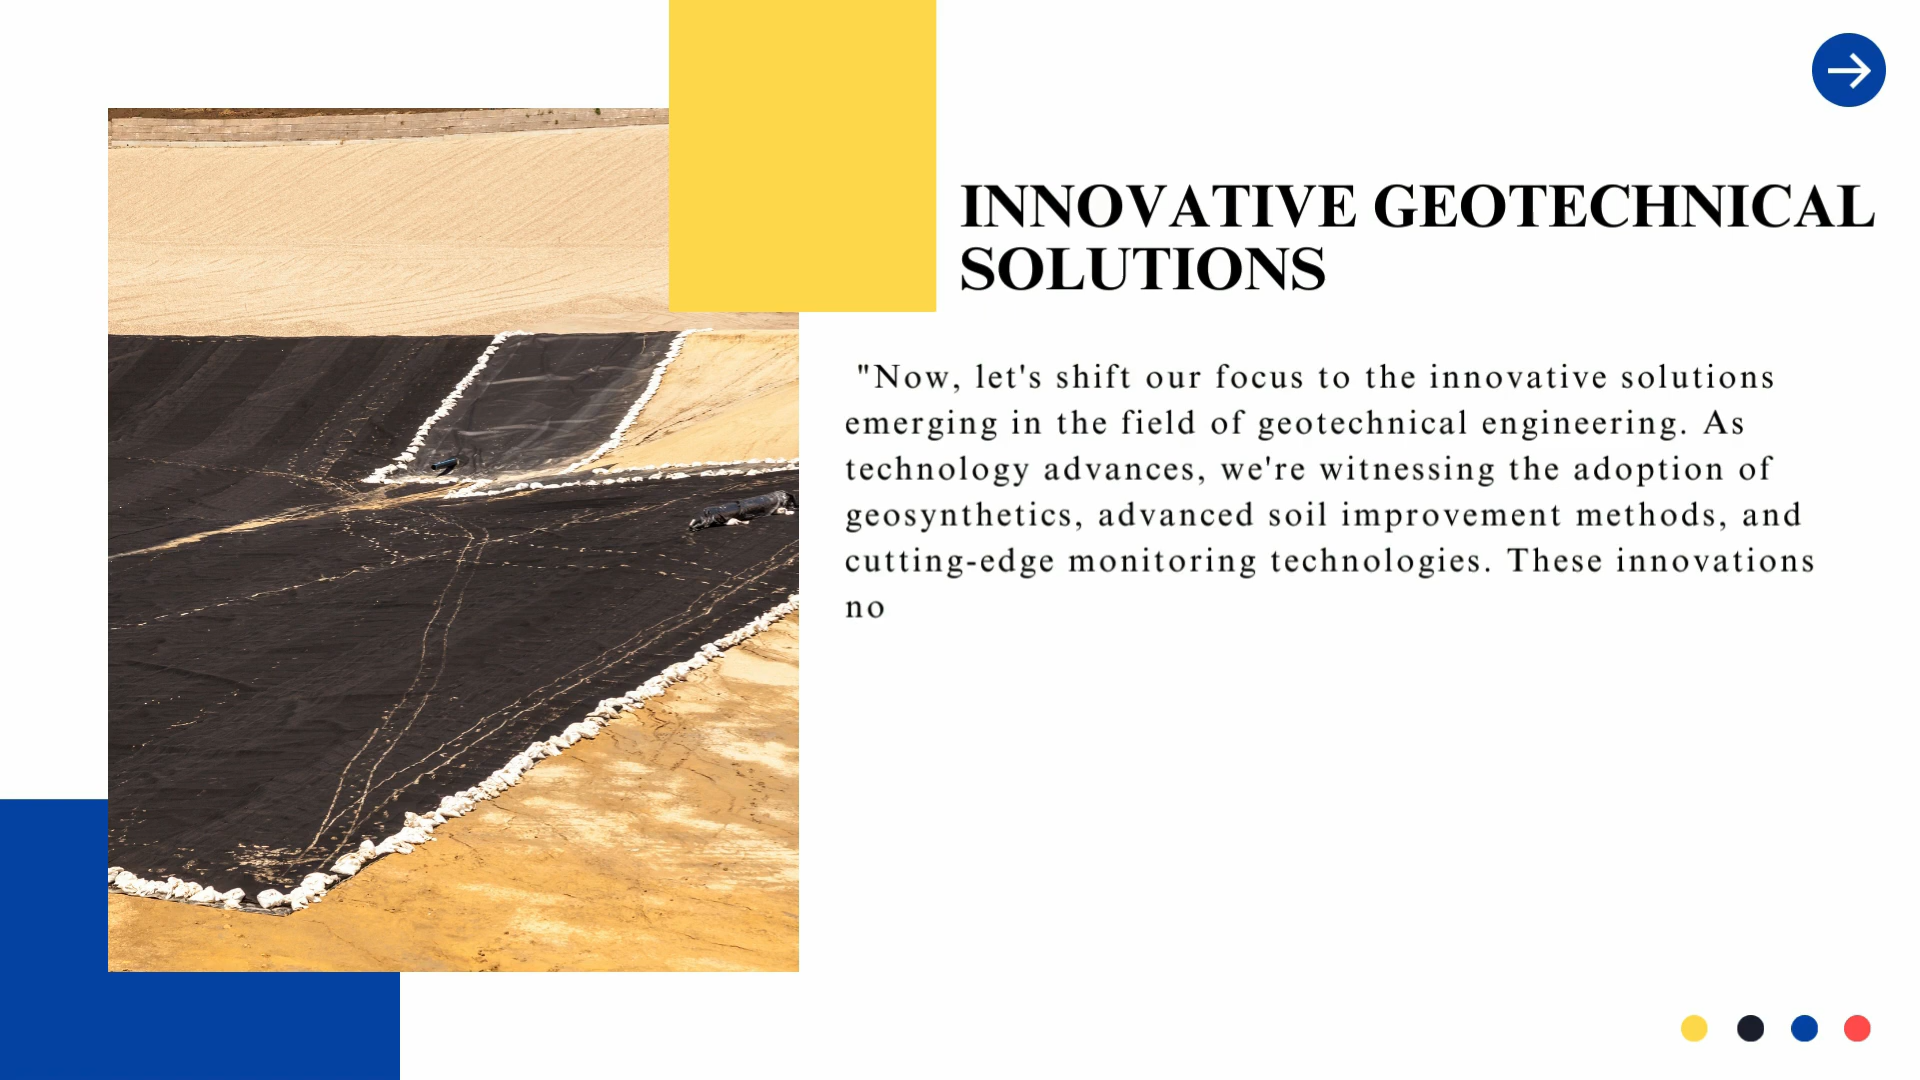 INNOVATIVE GEOTECHNICAL
SOLUTIONS
"Now, let's shift our focus to the innovative solutions
emerging in the field of geotechnical engineering. As
technology advances, we're witnessing the adoption of
geosynthetics, advanced soil improvement methods, and
cutting-edge monitoring technologies. These innovations
no